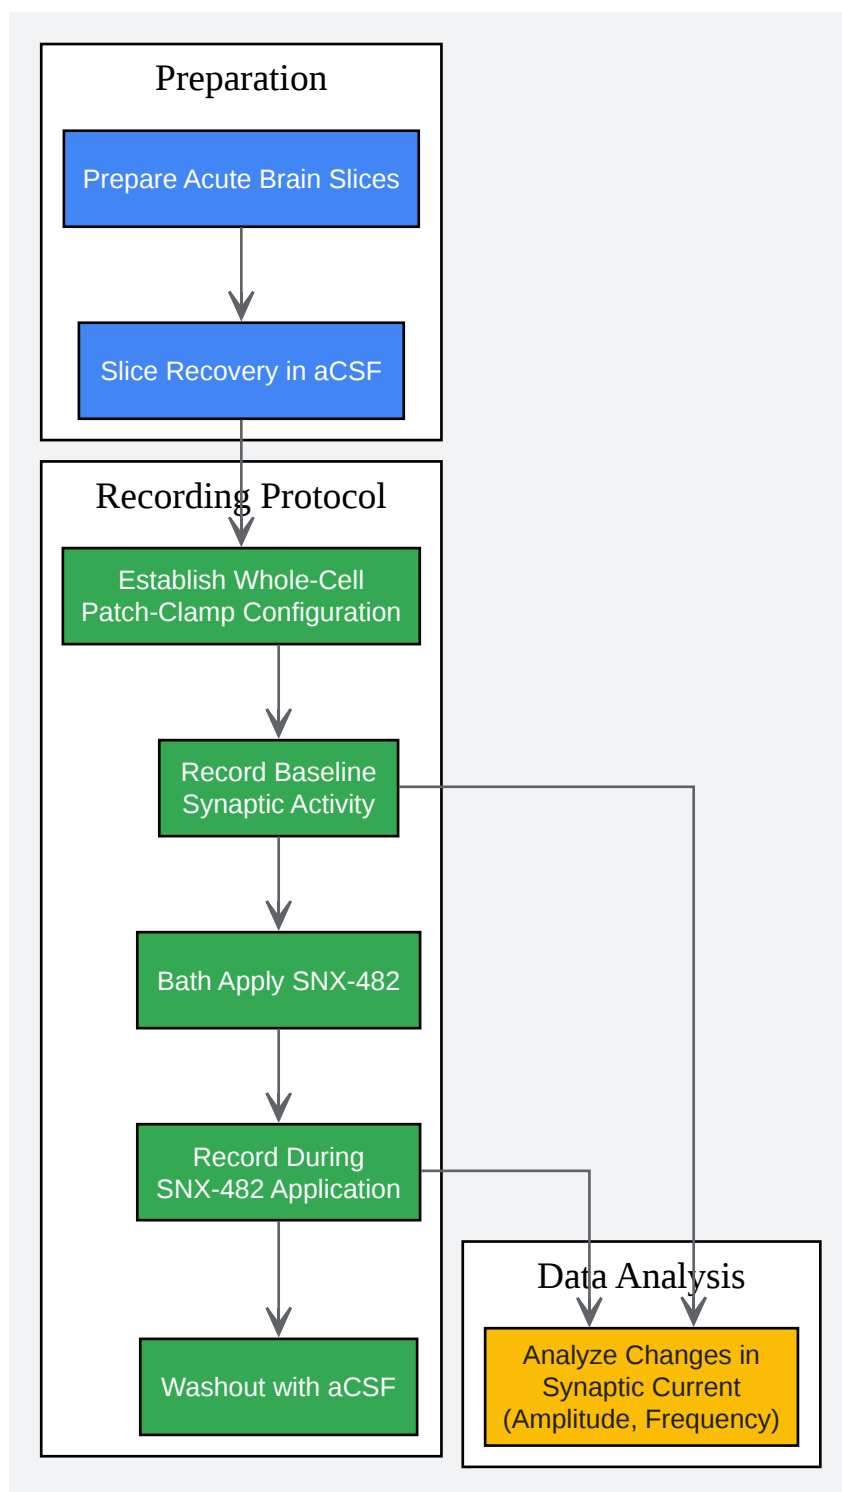 Preparation
Prepare Acute Brain Slices
Slice Recovery in aCSF
Recording Protocol
Establish Whole-Cell
Patch-Clamp Configuration
Record Baseline
Synaptic Activity
Bath Apply SNX-482
Record During
SNX-482 Application
Washout with aCSF
Data Analysis
Analyze Changes in
Synaptic Current
(Amplitude, Frequency)